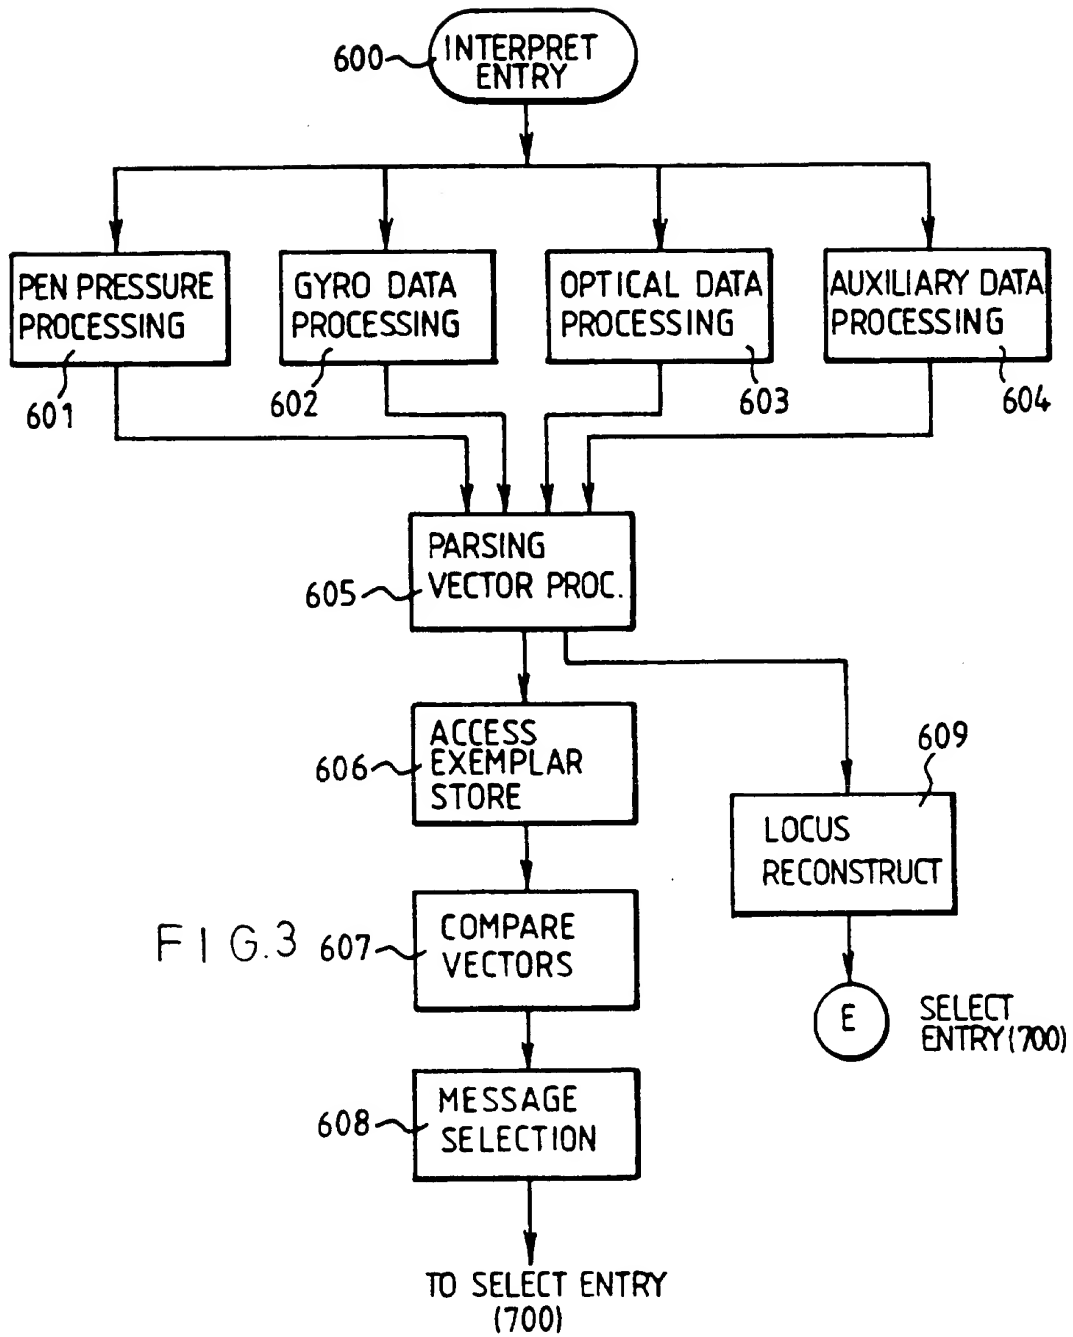 600
INTERPRET
ENTRY
PEN PRESSURE
PROCESSING
601
GYRO DATA
PROCESSING
602
OPTICAL DATA
PROCESSING
603
AUXILIARY DATA
PROCESSING
604
PARSING
VECTOR PROC.
605
ACCESS
EXEMPLAR
STORE
606
609
LOCUS
RECONSTRUCT
FIG.3
607
COMPARE
VECTORS
E
SELECT
ENTRY(700)
608
MESSAGE
SELECTION
TO SELECT ENTRY
(700)